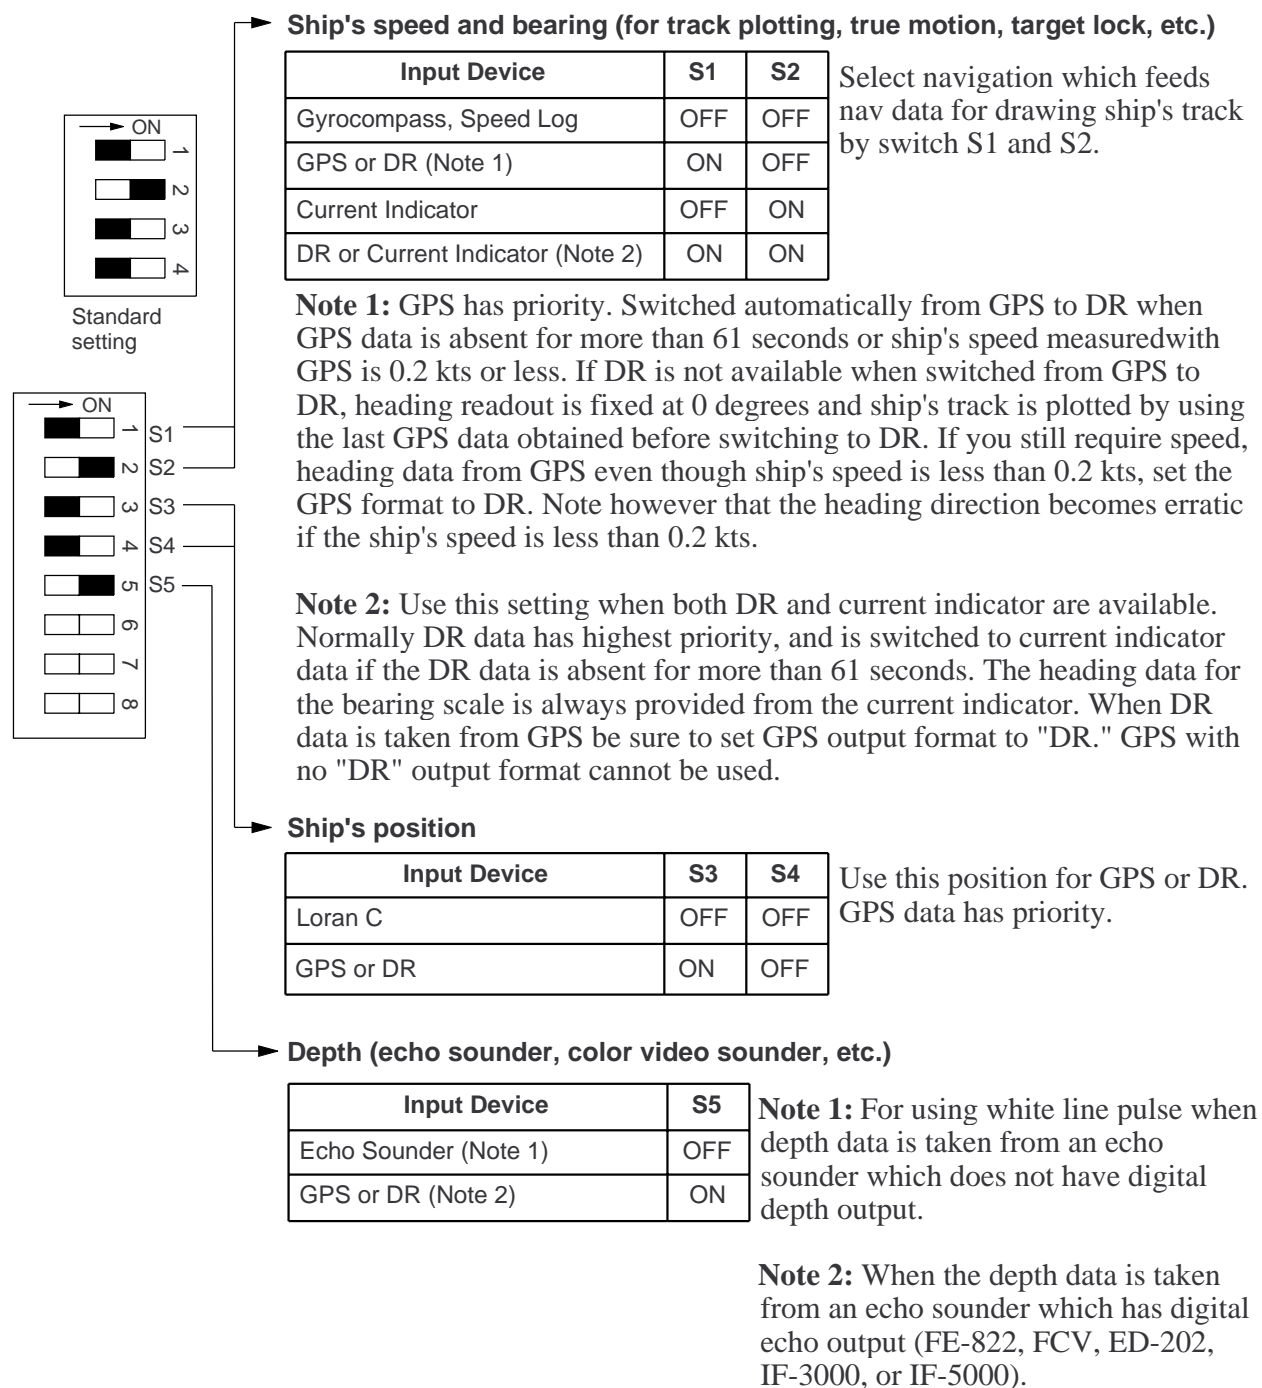 Ship's speed and bearing (for track plotting, true motion, target lock, etc.)
Input Device S1 S2
Gyrocompass, Speed Log OFF OFF
GPS or DR (Note 1) ON OFF
Current Indicator OFF ON
DR or Current Indicator (Note 2) ON ON
Select navigation which feeds
nav data for drawing ship's track
by switch S1 and S2.
ON
1
2
3
4
Standard
setting
Note 1: GPS has priority. Switched automatically from GPS to DR when
GPS data is absent for more than 61 seconds or ship's speed measuredwith
GPS is 0.2 kts or less. If DR is not available when switched from GPS to
DR, heading readout is fixed at 0 degrees and ship's track is plotted by using
the last GPS data obtained before switching to DR. If you still require speed,
heading data from GPS even though ship's speed is less than 0.2 kts, set the
GPS format to DR. Note however that the heading direction becomes erratic
if the ship's speed is less than 0.2 kts.
ON
1 S1
2 S2
3 S3
4 S4
5 S5
6
7
8
Note 2: Use this setting when both DR and current indicator are available.
Normally DR data has highest priority, and is switched to current indicator
data if the DR data is absent for more than 61 seconds. The heading data for
the bearing scale is always provided from the current indicator. When DR
data is taken from GPS be sure to set GPS output format to "DR." GPS with
no "DR" output format cannot be used.
Ship's position
Input Device S3 S4
Loran C OFF OFF
GPS or DR ON OFF
Use this position for GPS or DR.
GPS data has priority.
Depth (echo sounder, color video sounder, etc.)
Input Device S5
Echo Sounder (Note 1) OFF
GPS or DR (Note 2) ON
Note 1: For using white line pulse when
depth data is taken from an echo
sounder which does not have digital
depth output.
Note 2: When the depth data is taken
from an echo sounder which has digital
echo output (FE-822, FCV, ED-202,
IF-3000, or IF-5000).